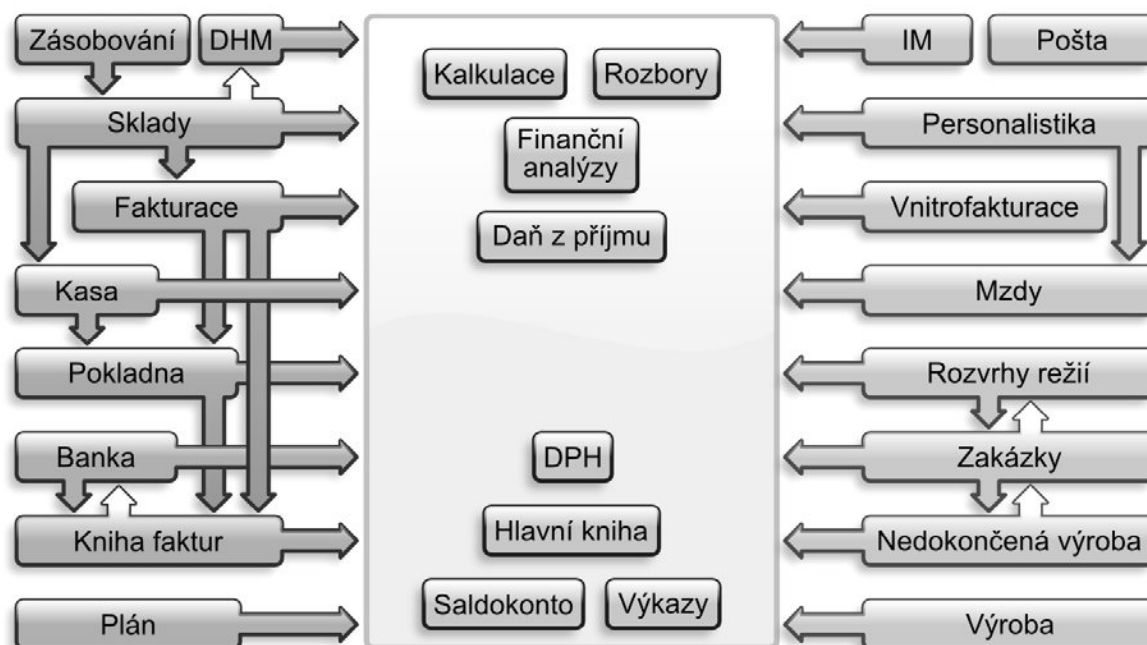 Zásobování
DHM
IM
Pošta
Kalkulace
Rozbory
Sklady
Personalistika
Finanční
analýzy
Fakturace
Vnitrofakturace
Daň z příjmu
Kasa
Mzdy
Pokladna
Rozvrhy režií
Banka
DPH
Zakázky
Kniha faktur
Hlavní kniha
Nedokončená výroba
Saldokonto
Výkazy
Plán
Výroba